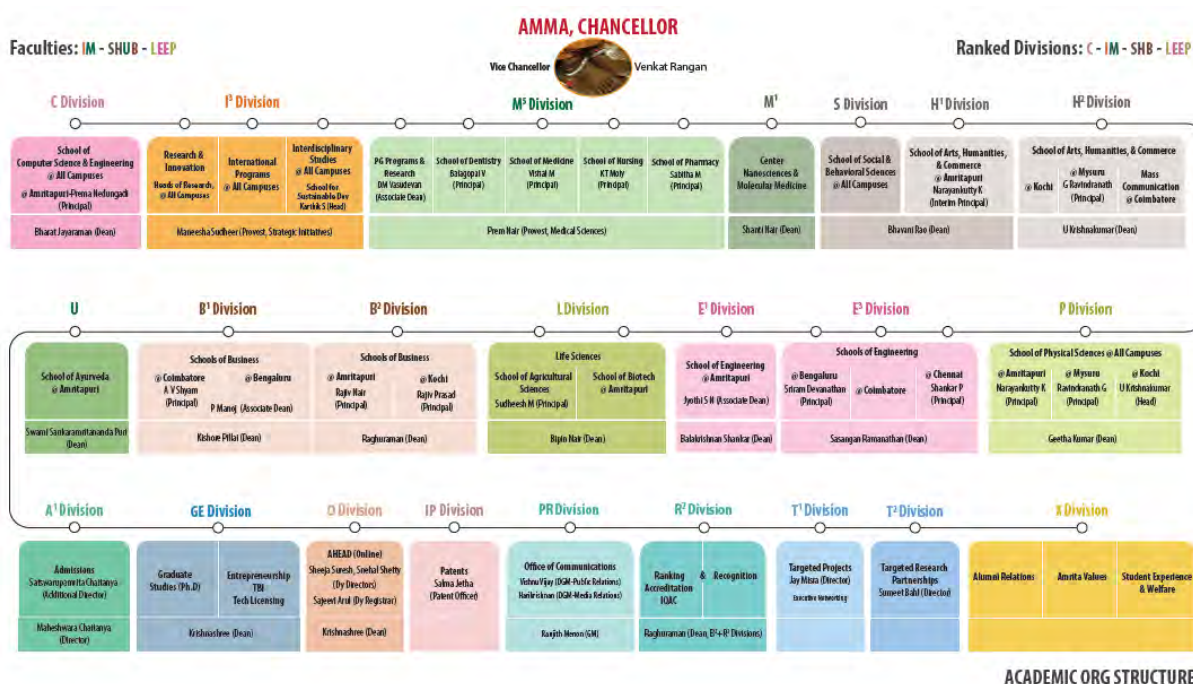 AMMA, CHANCELLOR
Faculties: IM - SHUB - LEEP
Vice Chancellor Venkat Rangan
Ranked Divisions: C - IM - SHB - LEEP
C Division
School of
Computer Science & Engineering
@ All Campuses
@ Amritapuri-Prema Nedungadi
(Principal)
Bharat Jayaraman (Dean)
I³ Division
Research &
Innovation
Heads of Research,
@ All Campuses
International
Programs
@ All Campuses
Interdisciplinary
Studies
@ All Campuses
School for
Sustainable Dev
Karthik S (Head)
Maneesha Sudheer (Provost, Strategic Initiatives)
M⁵ Division
PG Programs &
Research
DM Vasudevan
(Associate Dean)
School of Dentistry
Balagopal V
(Principal)
School of Medicine
Vishal M
(Principal)
School of Nursing
KT Moly
(Principal)
School of Pharmacy
Sabitha M
(Principal)
Prem Nair (Provost, Medical Sciences)
M¹
Center
Nanosciences &
Molecular Medicine
Shanti Nair (Dean)
S Division
School of Social &
Behavioral Sciences
@ All Campuses
H¹ Division
School of Arts, Humanities,
& Commerce
@ Amritapuri
Narayankutty K
(Interim Principal)
Bhavani Rao (Dean)
H² Division
School of Arts, Humanities, & Commerce
@ Kochi
@ Mysuru
G Ravindranath
(Principal)
Mass
Communication
@ Coimbatore
U Krishnakumar (Dean)
U
School of Ayurveda
@ Amritapuri
Swami Sankaramritananda Puri
(Dean)
B¹ Division
Schools of Business
@ Coimbatore
A V Shyam
(Principal)
@ Bengaluru
P Manoj (Associate Dean)
Kishore Pillai (Dean)
B² Division
Schools of Business
@ Amritapuri
Rajiv Nair
(Principal)
@ Kochi
Rajiv Prasad
(Principal)
Raghuraman (Dean)
L Division
Life Sciences
School of Agricultural
Sciences
Sudheesh M (Principal)
School of Biotech
@ Amritapuri
Bipin Nair (Dean)
E¹ Division
School of Engineering
@ Amritapuri
Jyothi S N (Associate Dean)
Balakrishnan Shankar (Dean)
E³ Division
Schools of Engineering
@ Bengaluru
Sriram Devanathan
(Principal)
@ Coimbatore
@ Chennai
Shankar P
(Principal)
Sasangan Ramanathan (Dean)
P Division
School of Physical Sciences @ All Campuses
@ Amritapuri
Narayankutty K
(Principal)
@ Mysuru
Ravindranath G
(Principal)
@ Kochi
U Krishnakumar
(Head)
Geetha Kumar (Dean)
A¹ Division
Admissions
Satswarupamrita Chaitanya
(Additional Director)
Maheshwara Chaitanya
(Director)
GE Division
Graduate
Studies (Ph.D)
Entrepreneurship
TBI
Tech Licensing
Krishnashree (Dean)
O Division
AHEAD (Online)
Sheeja Suresh, Snehal Shetty
(Dy Directors)
Sajeevt Arul (Dy Registrar)
Krishnashree (Dean)
IP Division
Patents
Salma Jetha
(Patent Officer)
PR Division
Office of Communications
Vishnu Vijay (DGM-Public Relations)
Harikrishnan (DGM-Media Relations)
Ranjith Menon (GM)
R² Division
Ranking & Recognition
Accreditation
IQAC
Raghuraman (Dean, B²+ R² Divisions)
T¹ Division
Targeted Projects
Jay Misra (Director)
Executive Networking
T² Division
Targeted Research
Partnerships
Sumeet Bahl (Director)
X Division
Alumni Relations
Amrita Values
Student Experience
& Welfare
ACADEMIC ORG STRUCTURE